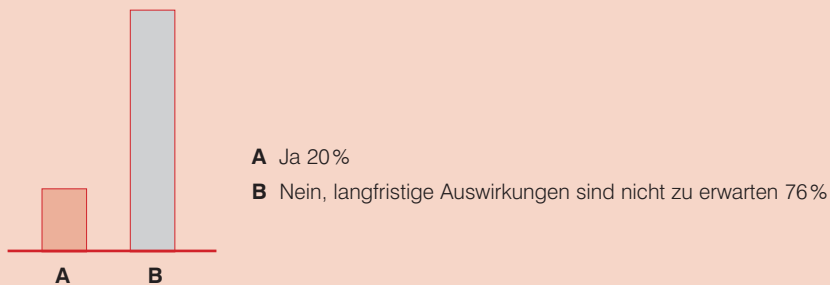 A Ja 20 %
B Nein, langfristige Auswirkungen sind nicht zu erwarten 76 %
A B